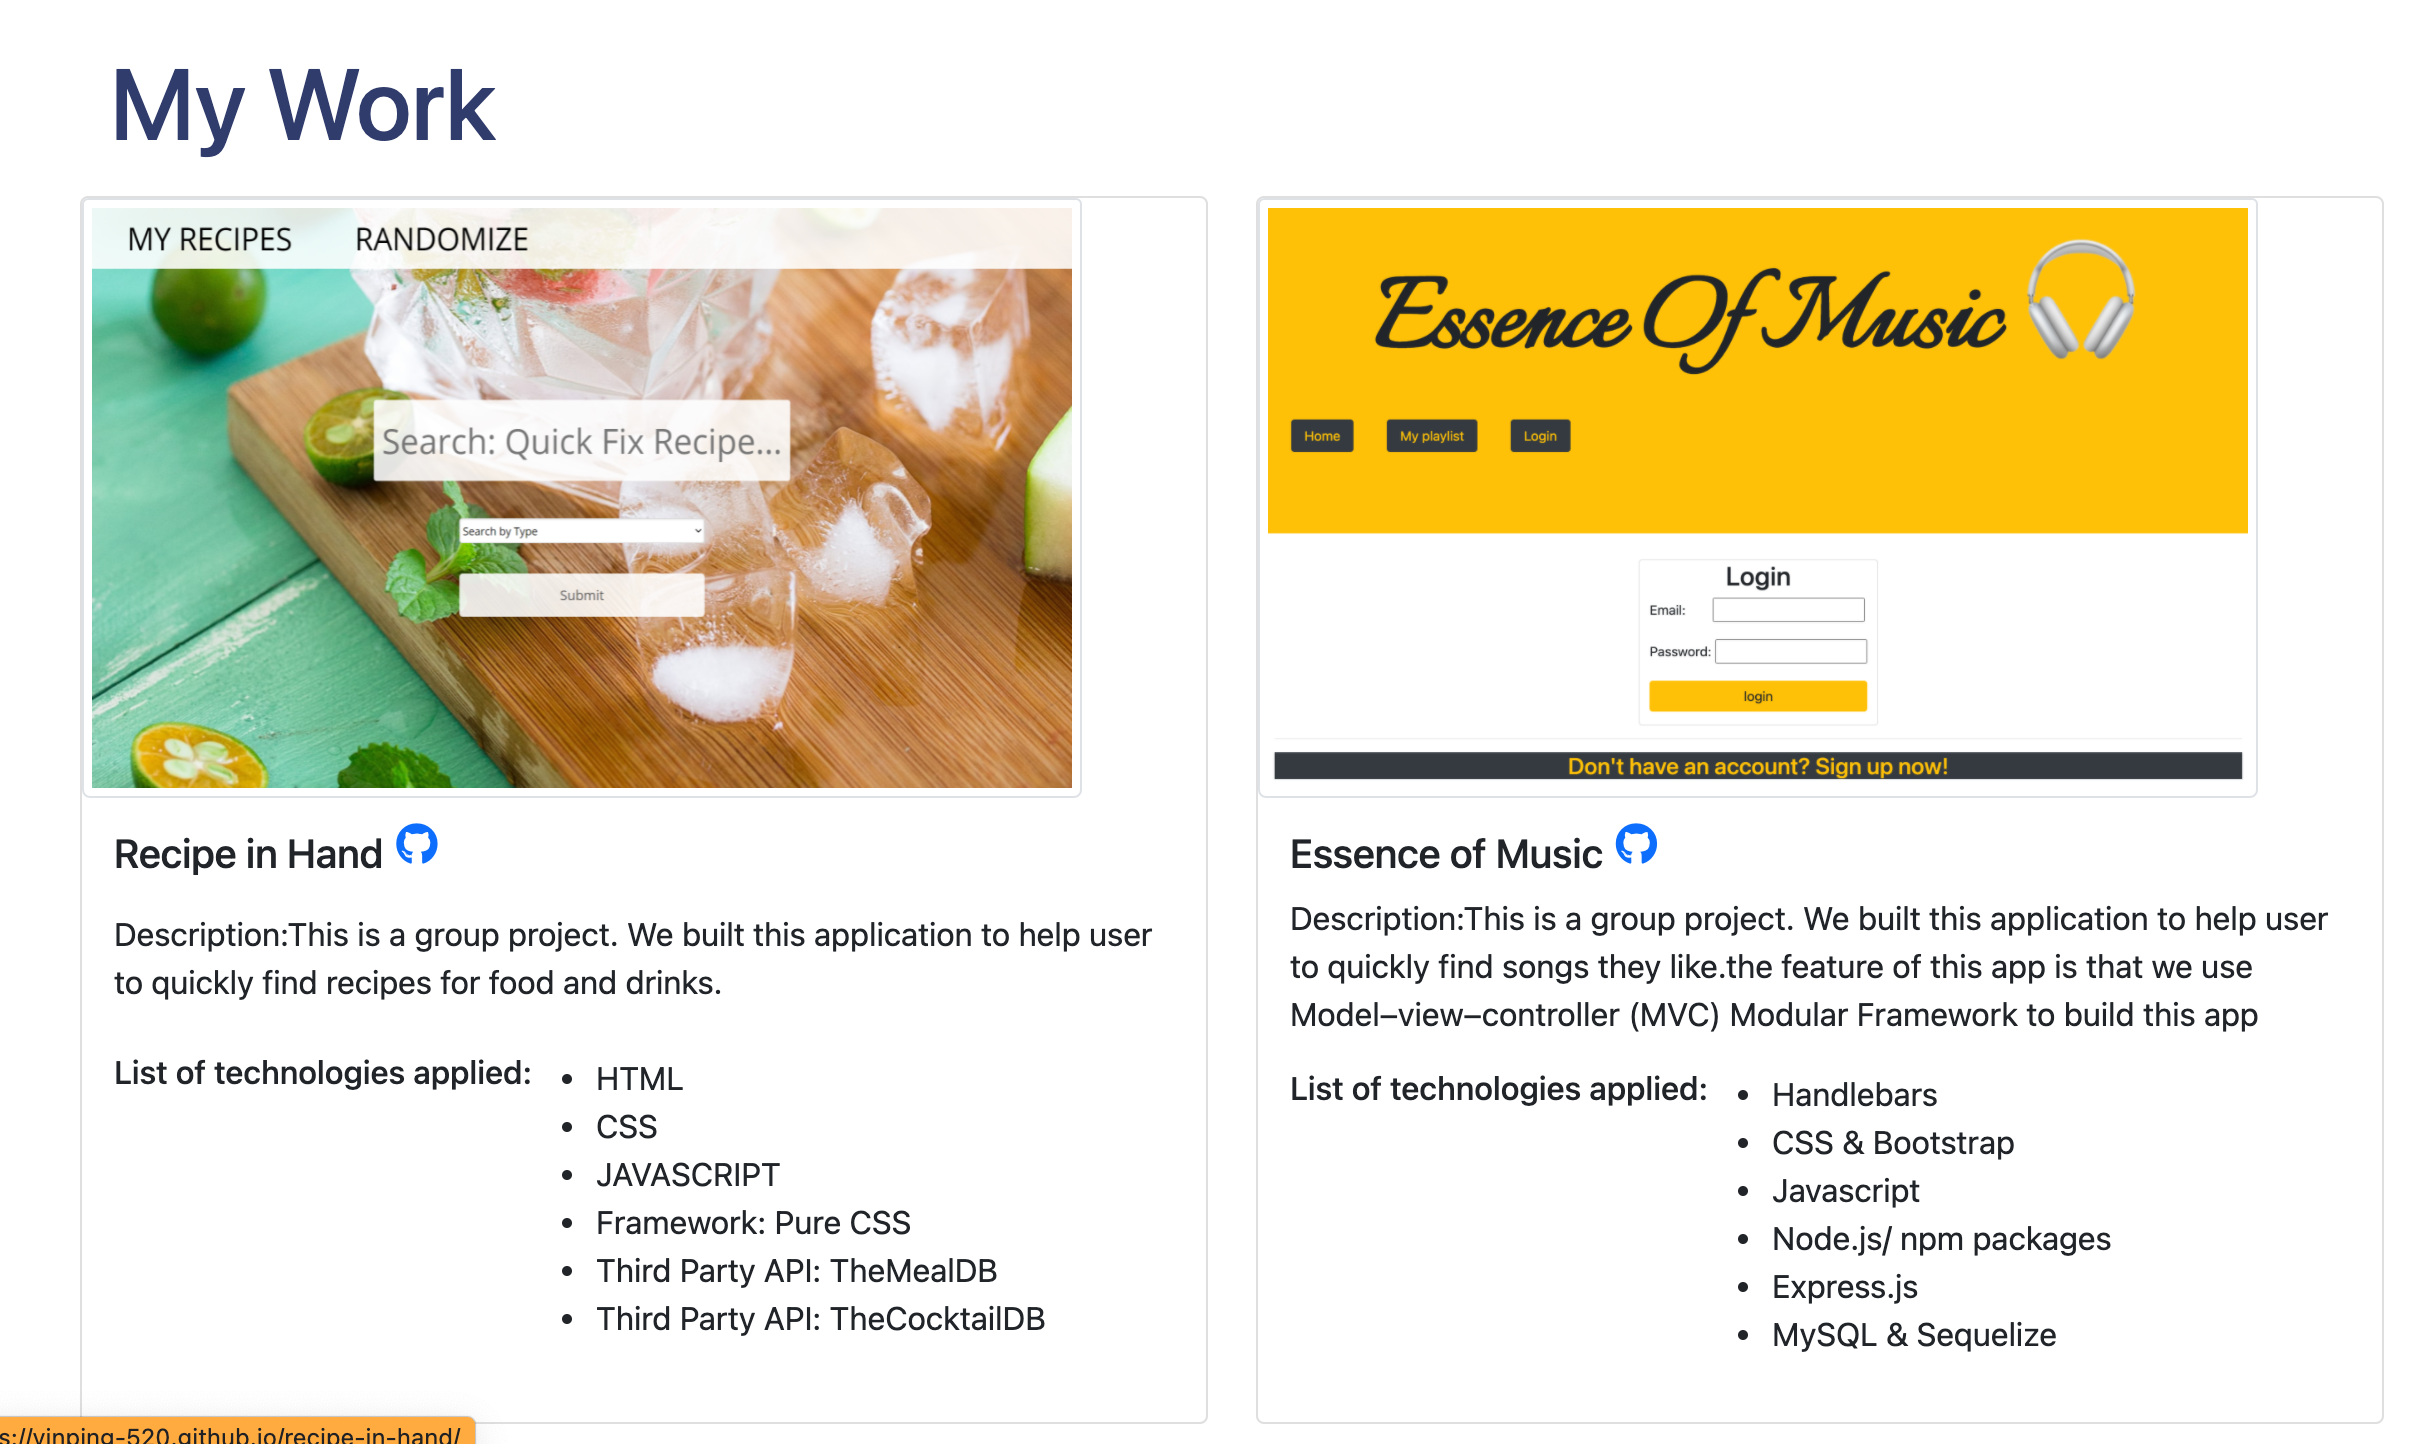 My Work
MY RECIPES RANDOMIZE
Search: Quick Fix Recipe...
Search by Type
Submit
Recipe in Hand
Description:This is a group project. We built this application to help user
to quickly find recipes for food and drinks.
List of technologies applied:
• HTML
• CSS
• JAVASCRIPT
• Framework: Pure CSS
• Third Party API: TheMealDB
• Third Party API: TheCocktailDB
Essence Of Music
Home My playlist Login
Login
Email:
Password:
login
Don't have an account? Sign up now!
Essence of Music
Description:This is a group project. We built this application to help user
to quickly find songs they like.the feature of this app is that we use
Model–view–controller (MVC) Modular Framework to build this app
List of technologies applied:
• Handlebars
• CSS & Bootstrap
• Javascript
• Node.js/ npm packages
• Express.js
• MySQL & Sequelize
s://yinping-520.github.io/recipe-in-hand/